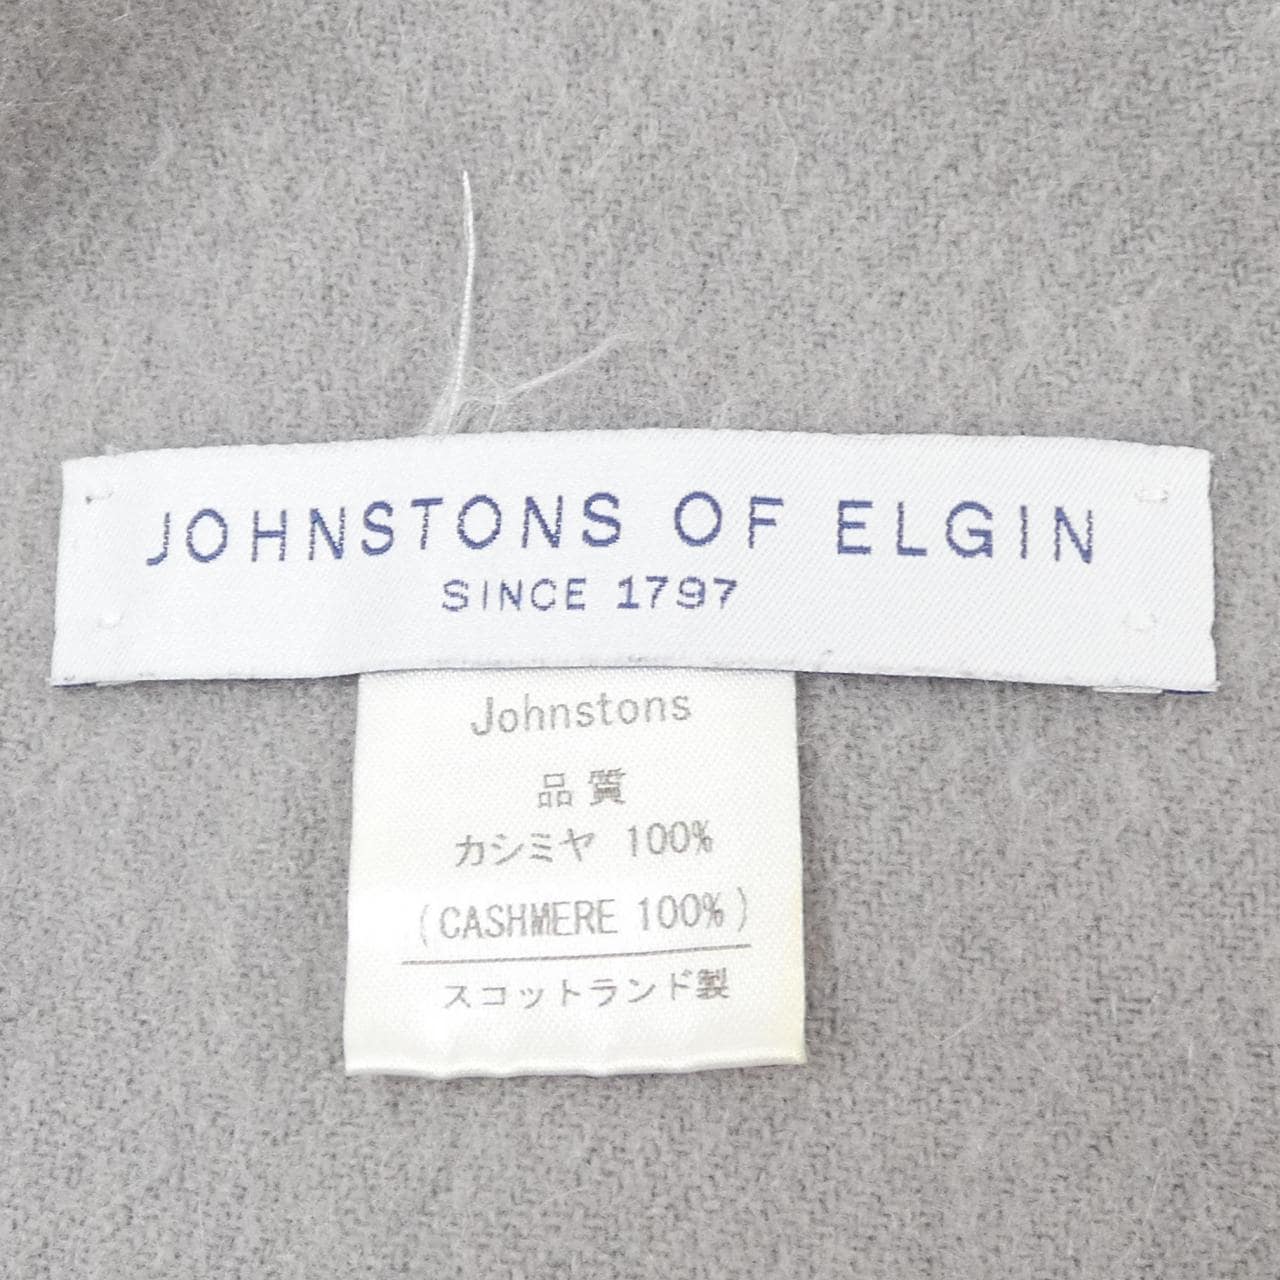 JOHNSTONS OF ELGIN
SINCE 1797
Johnstons
品質
カシミヤ 100%
(CASHMERE 100%)
スコットランド製